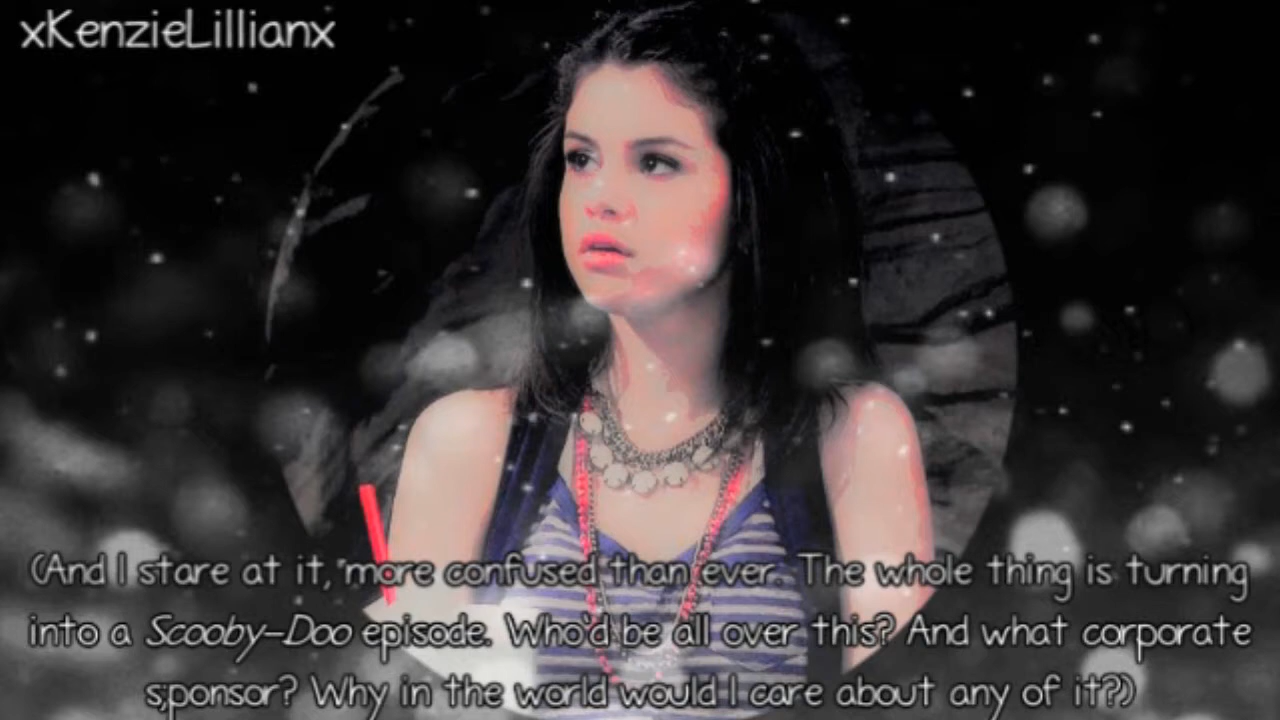 xKenzieLillianx
(And I stare at it, more confused than ever. The whole thing is turning
into a Scooby-Doo episode. Who'd be all over this? And what corporate
sponsor? Why in the world would I care about any of it?)